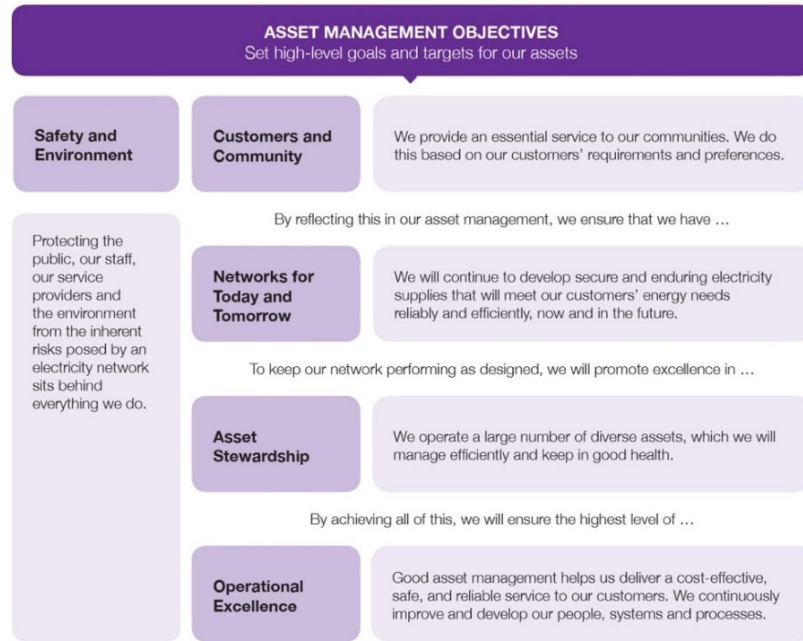 ASSET MANAGEMENT OBJECTIVES
Set high-level goals and targets for our assets
Safety and
Environment
Protecting the
public, our staff,
our service
providers and
the environment
from the inherent
risks posed by an
electricity network
sits behind
everything we do.
Customers and
Community
We provide an essential service to our communities. We do
this based on our customers’ requirements and preferences.
By reflecting this in our asset management, we ensure that we have …
Networks for
Today and
Tomorrow
We will continue to develop secure and enduring electricity
supplies that will meet our customers’ energy needs
reliably and efficiently, now and in the future.
To keep our network performing as designed, we will promote excellence in …
Asset
Stewardship
We operate a large number of diverse assets, which we will
manage efficiently and keep in good health.
By achieving all of this, we will ensure the highest level of …
Operational
Excellence
Good asset management helps us deliver a cost-effective,
safe, and reliable service to our customers. We continuously
improve and develop our people, systems and processes.